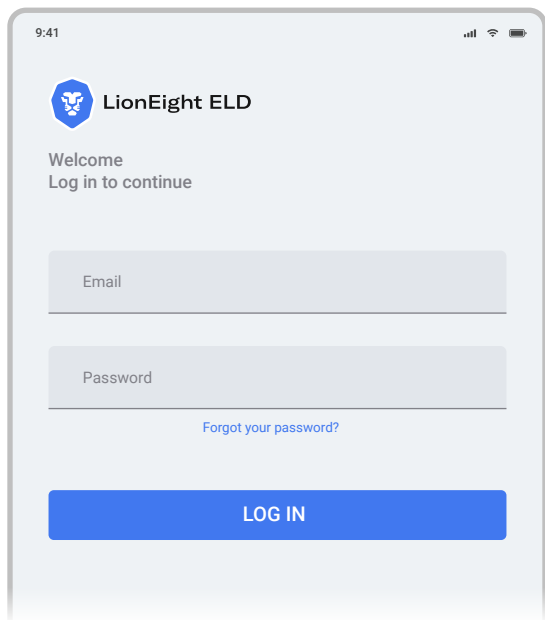 9:41
LionEight ELD
Welcome
Log in to continue
Email
Password
Forgot your password?
LOG IN